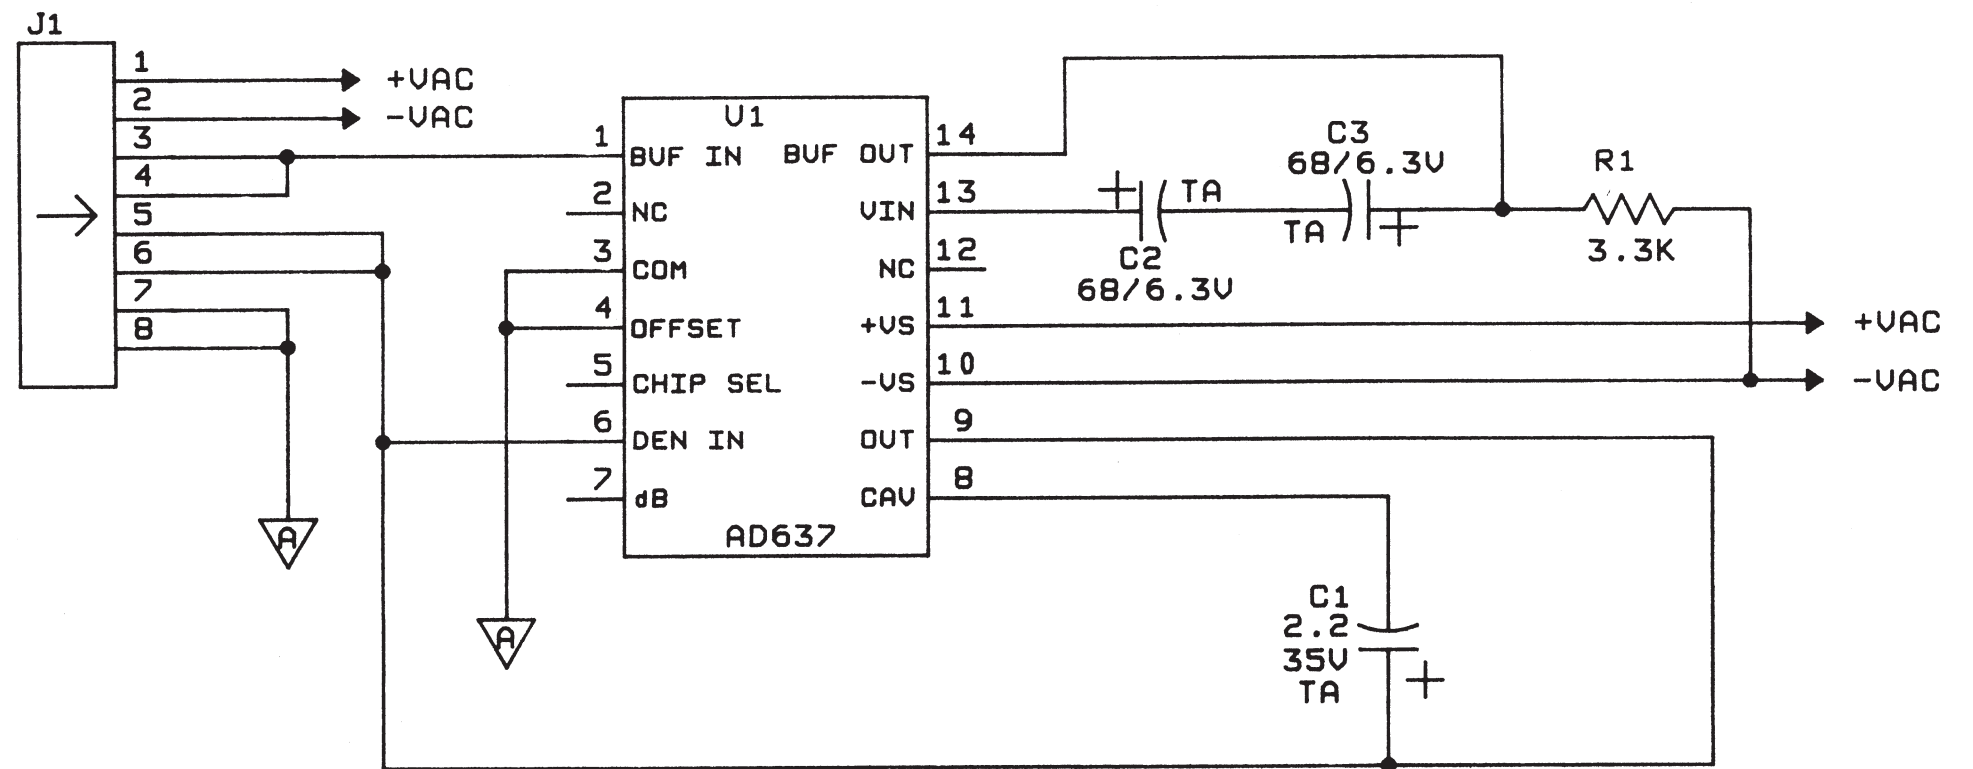 J1
1
+VAC
2
-VAC
3
4
5
6
7
8
A
U1
1
BUF IN
BUF OUT
14
2
NC
VIN
13
3
COM
NC
12
4
OFFSET
+VS
11
5
CHIP SEL
-VS
10
6
DEN IN
OUT
9
7
dB
CAV
8
AD637
A
+
TA
C2
68/6.3V
C3
68/6.3V
TA
+
R1
3.3K
+VAC
-VAC
C1
2.2
35V
TA
+